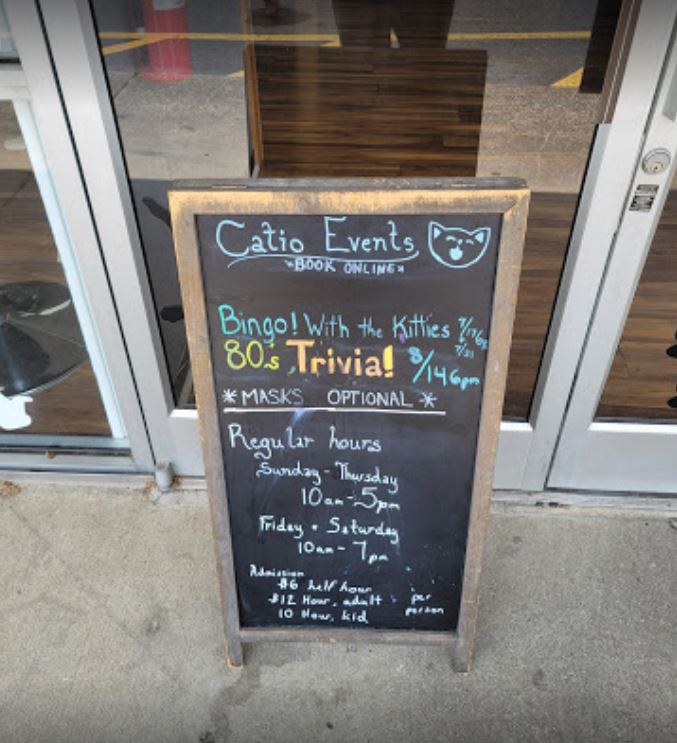 Catio Events
*BOOK ONLINE*
Bingo! With the Kitties 7/17 6p
+ 7/31
80's Trivia! 8/14 6pm
*MASKS OPTIONAL*
Regular hours
Sunday - Thursday
10am - 5pm
Friday + Saturday
10am - 7pm
Admission
$6 half hour
$12 Hour, adult per
10 Hour, kid person